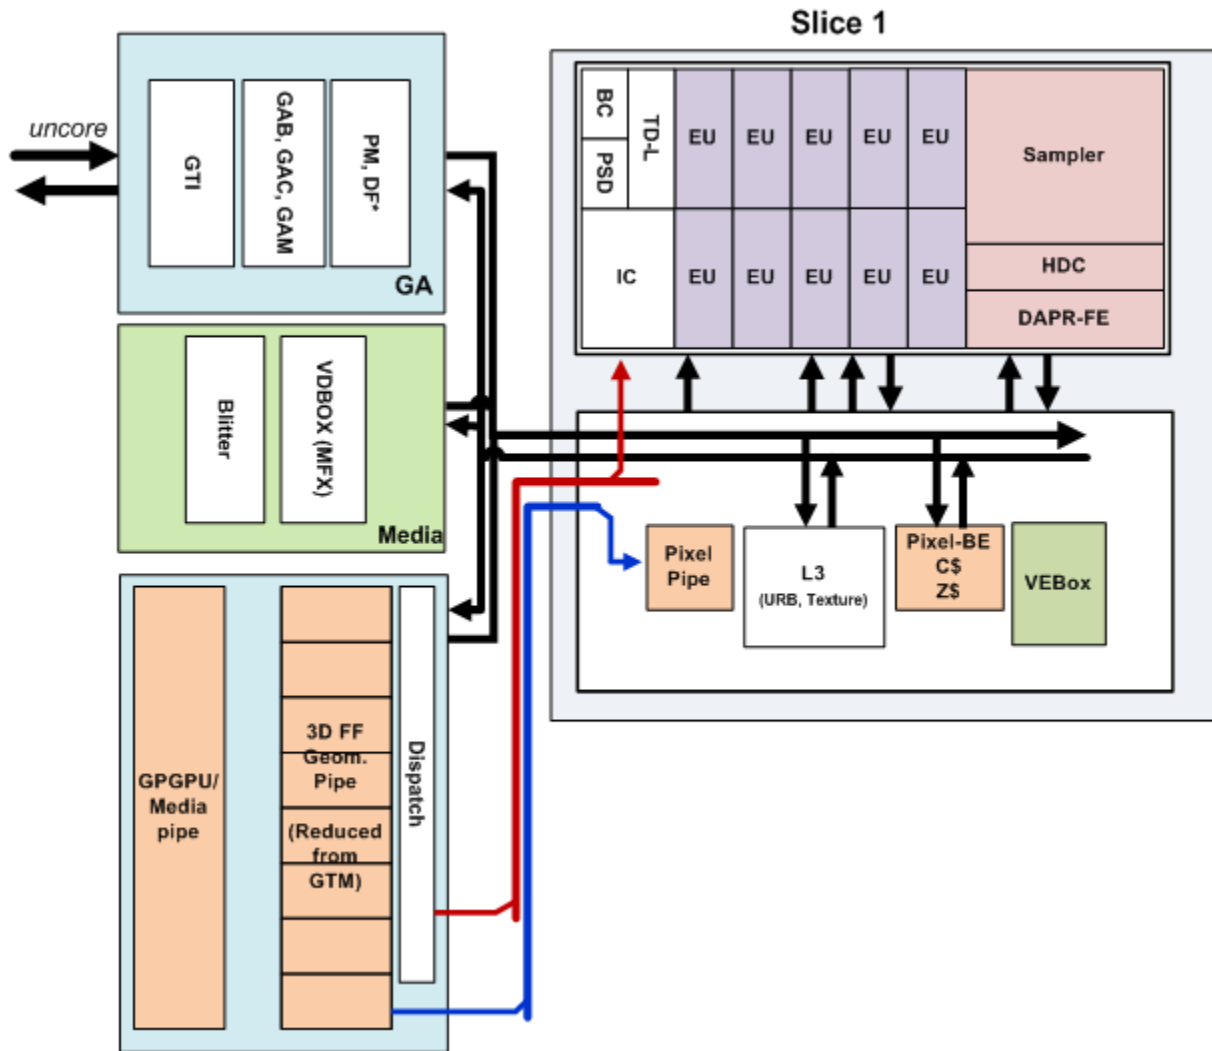 Slice 1
uncore
GTI
GAB, GAC, GAM
PM, DF*
GA
Blitter
VDBOX (MFX)
Media
GPGPU/
Media
pipe
3D FF
Geom.
Pipe
(Reduced
from
GTM)
Dispatch
BC
PSD
TD-L
IC
EU
EU
EU
EU
EU
EU
EU
EU
EU
EU
Sampler
HDC
DAPR-FE
Pixel
Pipe
L3
(URB, Texture)
Pixel-BE
C$
Z$
VEBox